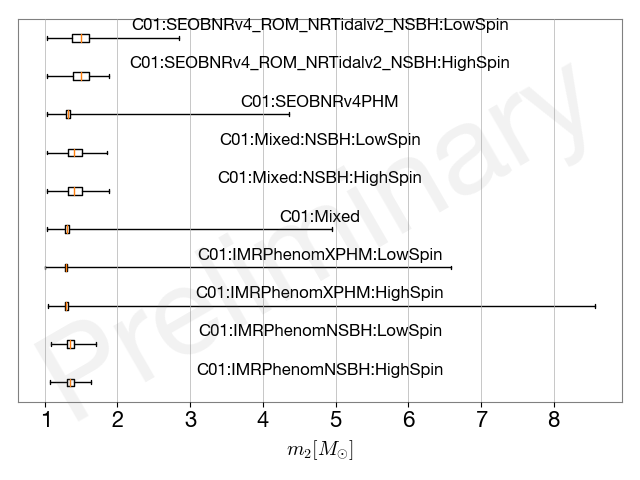 C01:SEOBNRv4_ROM_NRTidalv2_NSBH:LowSpin
C01:SEOBNRv4_ROM_NRTidalv2_NSBH:HighSpin
C01:SEOBNRv4PHM
C01:Mixed:NSBH:LowSpin
C01:Mixed:NSBH:HighSpin
C01:Mixed
C01:IMRPhenomXPHM:LowSpin
C01:IMRPhenomXPHM:HighSpin
C01:IMRPhenomNSBH:LowSpin
C01:IMRPhenomNSBH:HighSpin
Preliminary
1 2 3 4 5 6 7 8
m₂[M☉]